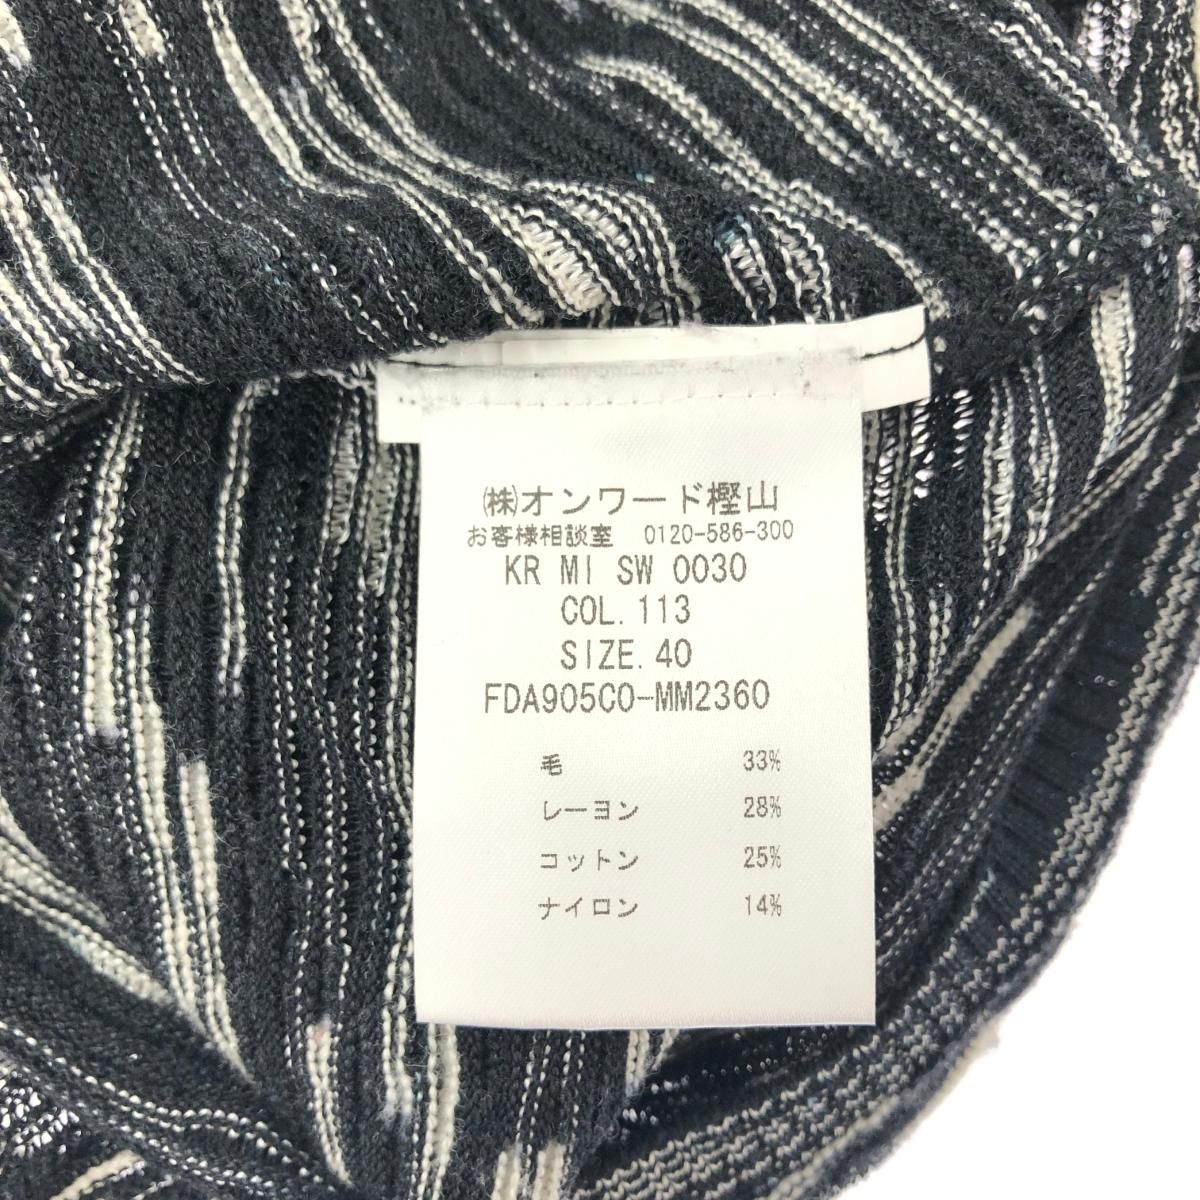 ㈱オンワード樫山
お客様相談室 0120-586-300
KR MI SW 0030
COL.113
SIZE.40
FDA905C0-MM2360
毛 33%
レーヨン 28%
コットン 25%
ナイロン 14%